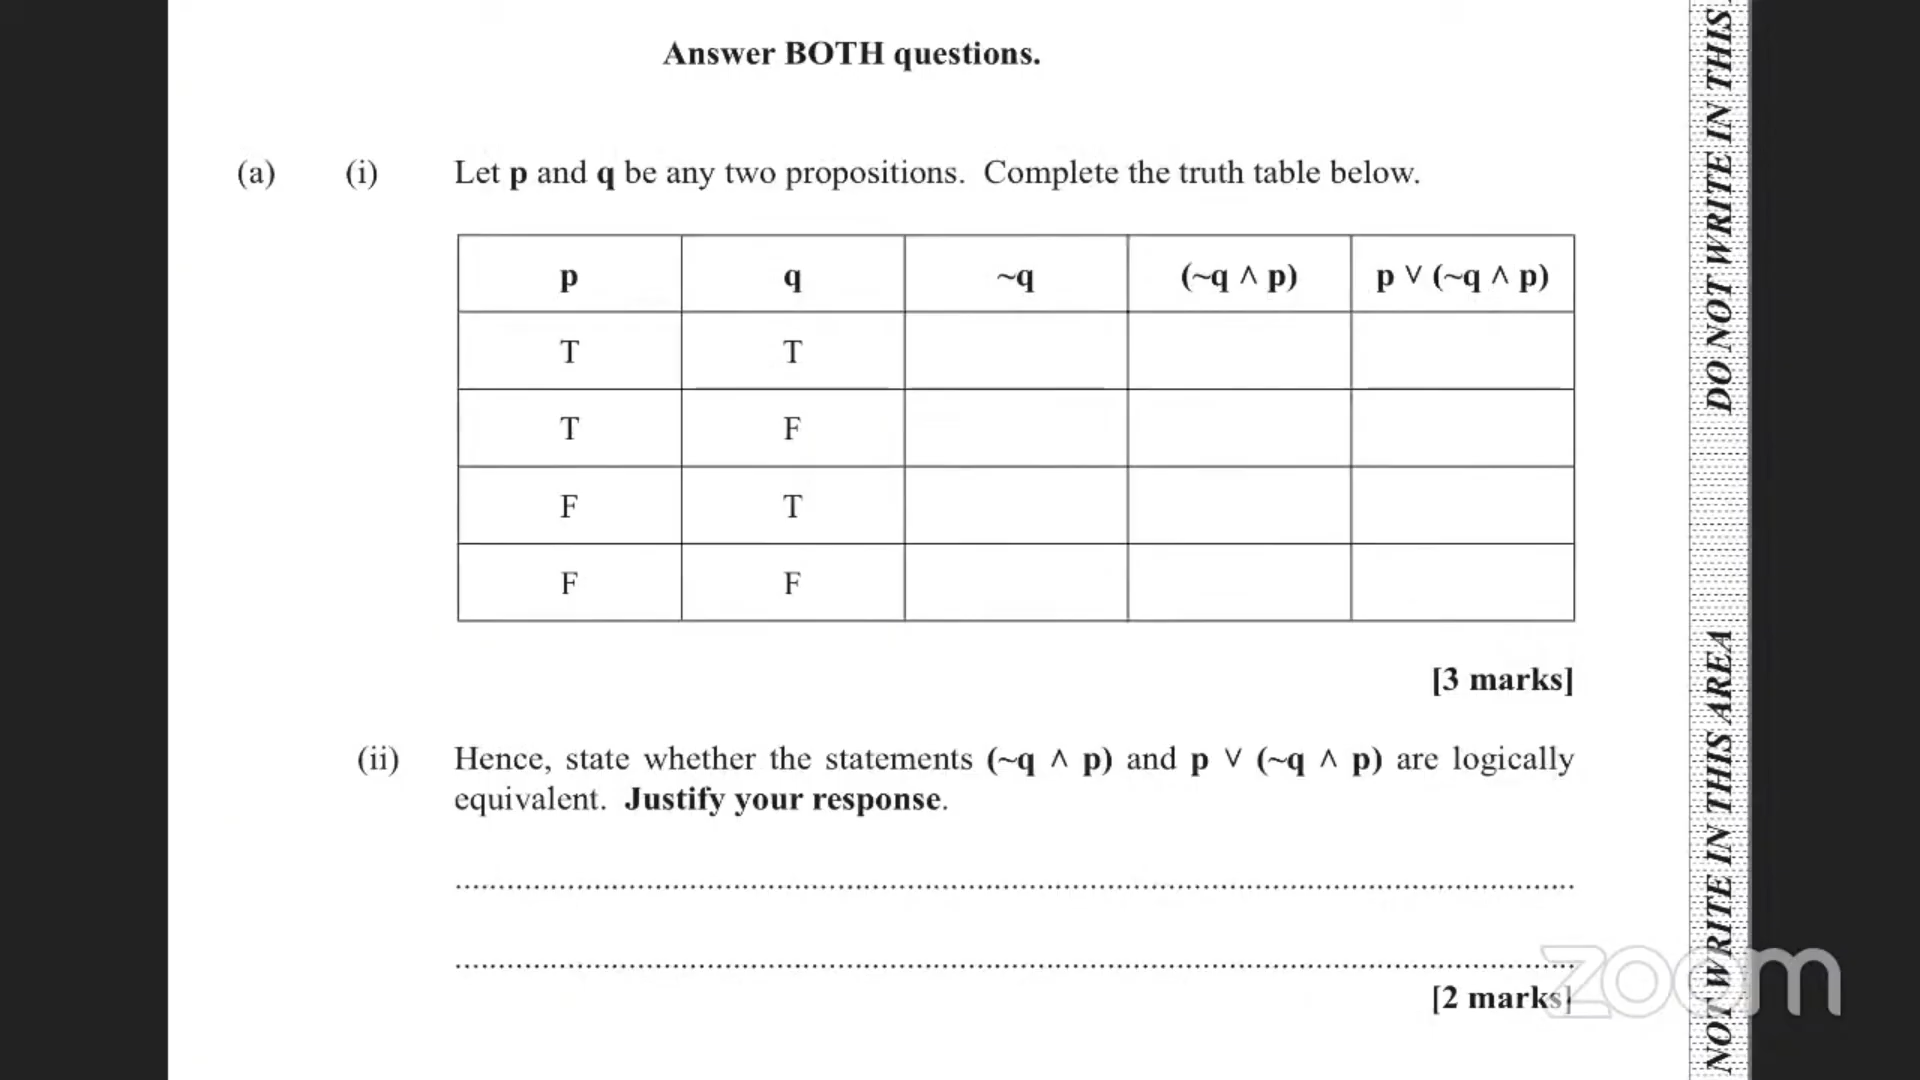 Answer BOTH questions.
(a) (i) Let p and q be any two propositions. Complete the truth table below.
p q ~q (~q ∧ p) p ∨ (~q ∧ p)
T T
T F
F T
F F
[3 marks]
(ii) Hence, state whether the statements (~q ∧ p) and p ∨ (~q ∧ p) are logically
equivalent. Justify your response.
[2 marks]
zoom
DO NOT WRITE IN THIS
NOT WRITE IN THIS AREA